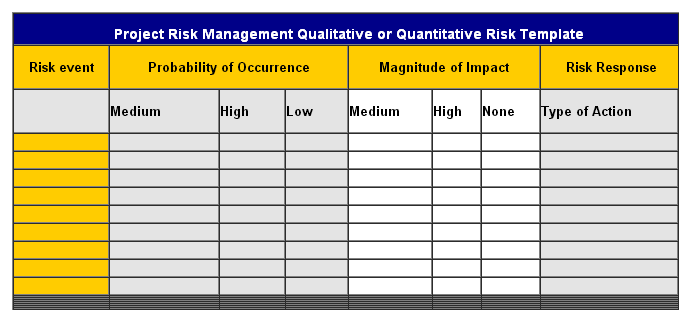 Project Risk Management Qualitative or Quantitative Risk Template
Risk event Probability of Occurrence Magnitude of Impact Risk Response
Medium High Low Medium High None Type of Action